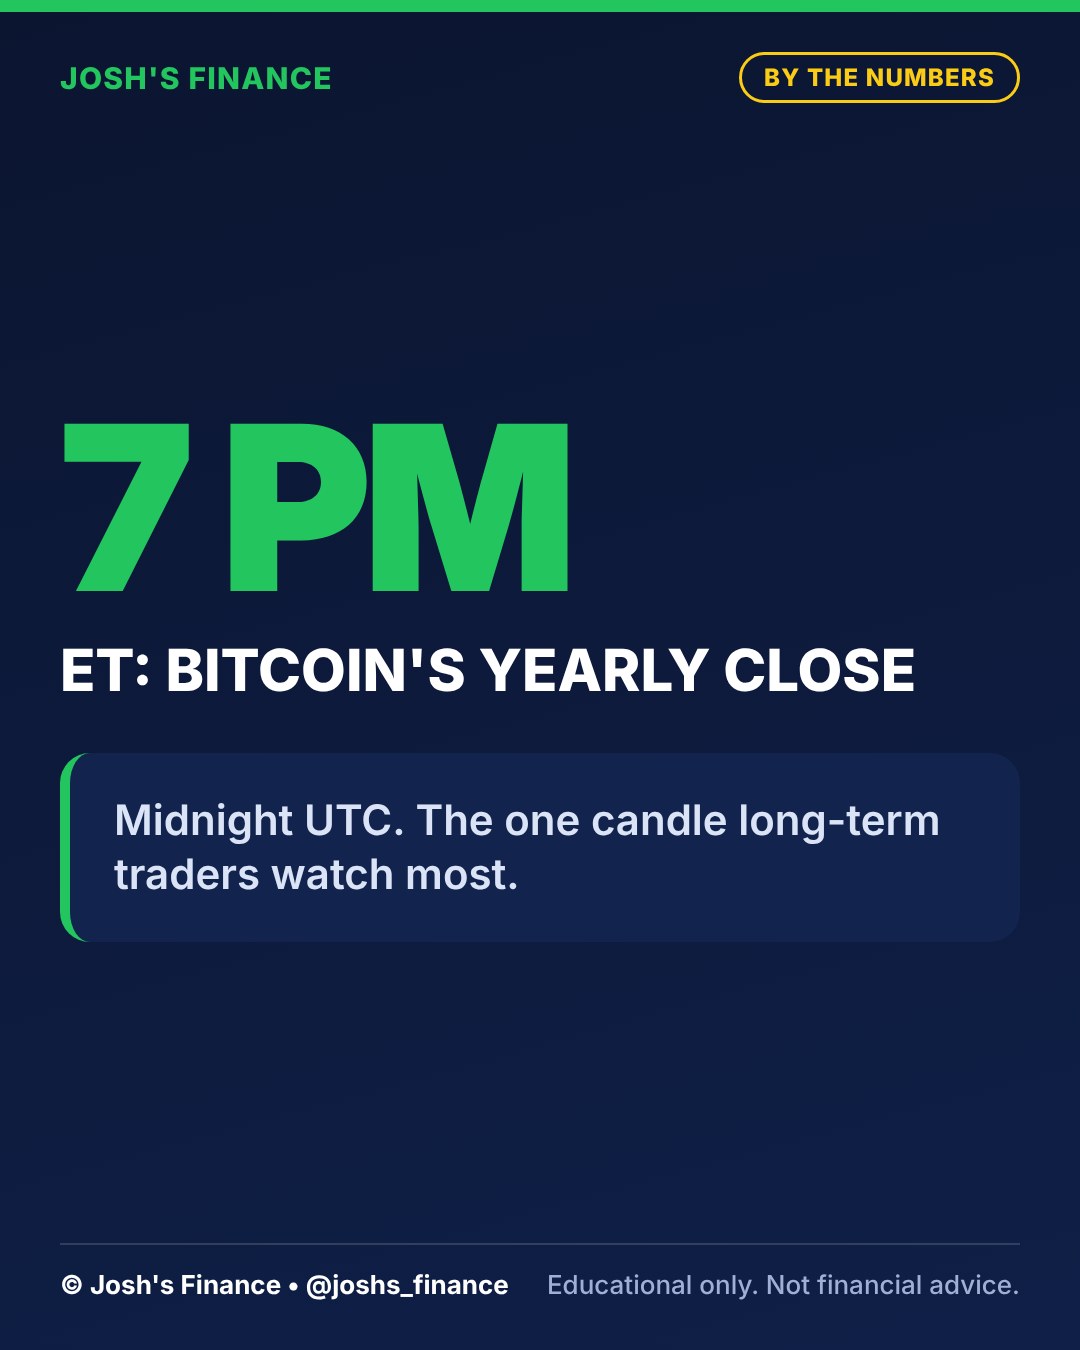 JOSH'S FINANCE
BY THE NUMBERS
7 PM
ET: BITCOIN'S YEARLY CLOSE
Midnight UTC. The one candle long-term
traders watch most.
© Josh's Finance • @joshs_finance
Educational only. Not financial advice.